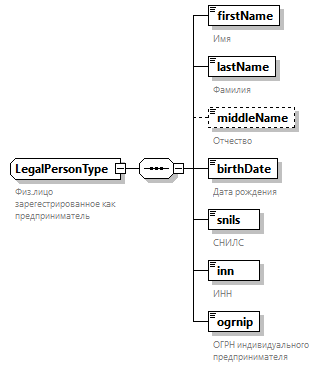 firstName
Имя
lastName
Фамилия
middleName
Отчество
LegalPersonType
Физ.лицо
зарегестрированное как
предприниматель
birthDate
Дата рождения
snils
СНИЛС
inn
ИНН
ogrnip
ОГРН индивидуального
предпринимателя